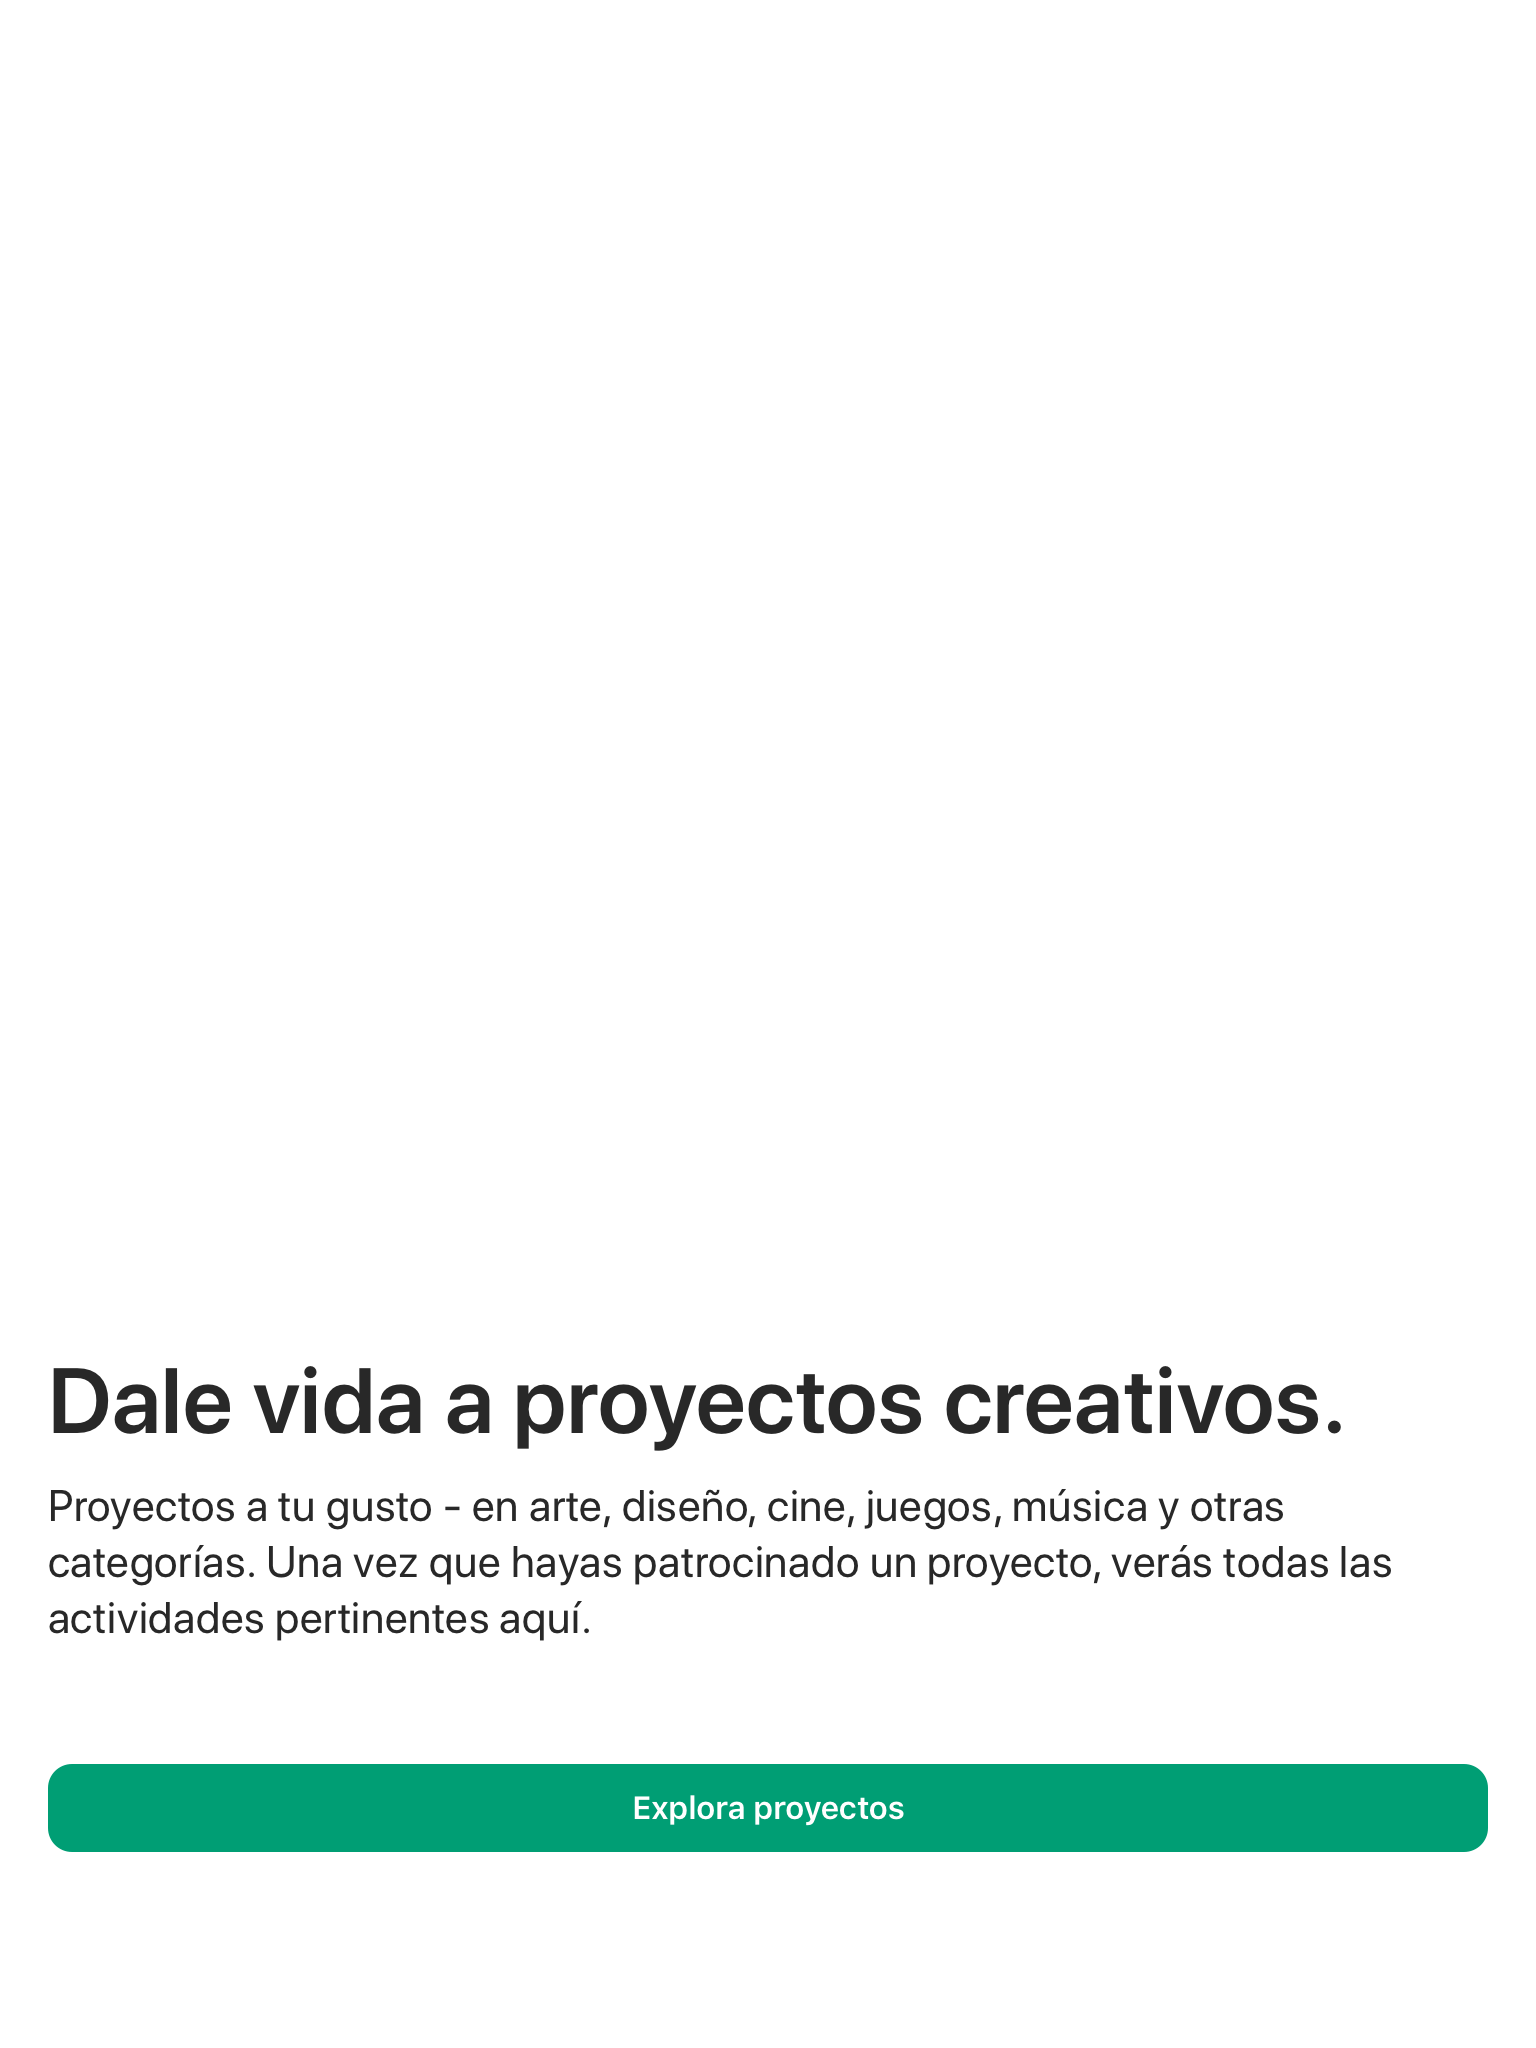 Dale vida a proyectos creativos.
Proyectos a tu gusto - en arte, diseño, cine, juegos, música y otras
categorías. Una vez que hayas patrocinado un proyecto, verás todas las
actividades pertinentes aquí.
Explora proyectos